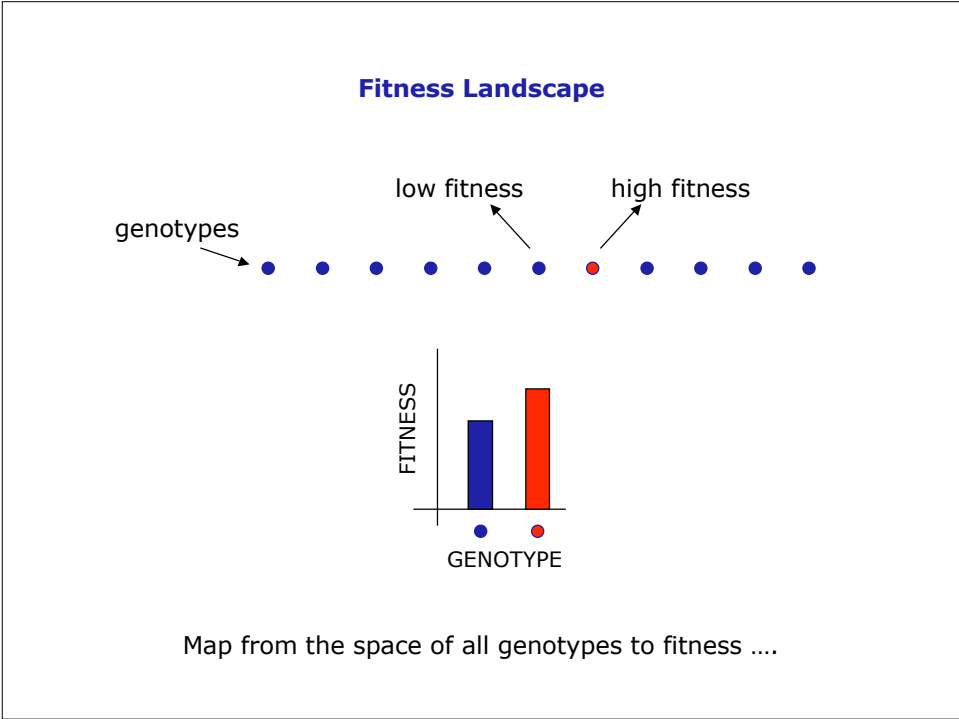 Fitness Landscape
low fitness
high fitness
genotypes
FITNESS
GENOTYPE
Map from the space of all genotypes to fitness ….